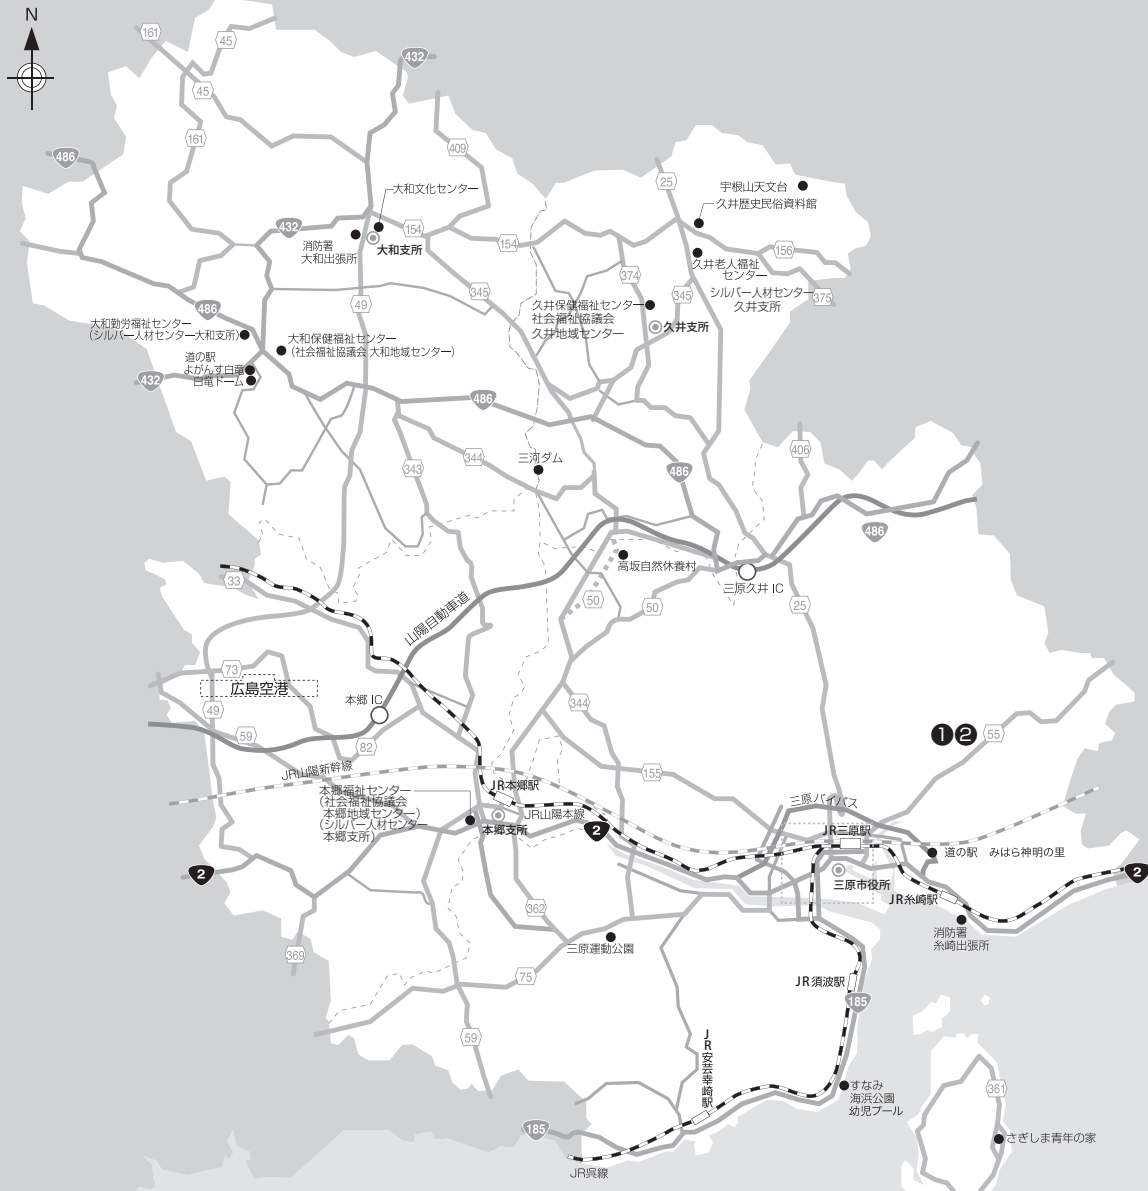 N
161
45
432
45
161
409
486
25
宇根山天文台
大和文化センター
久井歴史民俗資料館
432
154
消防署
大和出張所
大和支所
154
156
久井老人福祉
センター
374
345
345
シルバー人材センター
久井支所
375
49
久井保健福祉センター
社会福祉協議会
久井地域センター
久井支所
486
大和勤労福祉センター
(シルバー人材センター大和支所)
大和保健福祉センター
(社会福祉協議会 大和地域センター)
道の駅
よがんす白竜
白竜ドーム
432
486
406
344
三河ダム
343
486
486
高坂自然休養村
三原久井 IC
33
50
50
25
山陽自動車道
73
広島空港
本郷 IC
49
344
59
82
1 2
55
JR山陽新幹線
155
JR本郷駅
本郷福祉センター
(社会福祉協議会
本郷地域センター)
(シルバー人材センター
本郷支所)
JR山陽本線
三原バイパス
本郷支所
2
JR三原駅
道の駅 みはら神明の里
2
2
三原市役所
JR糸崎駅
362
消防署
糸崎出張所
三原運動公園
369
75
JR須波駅
185
59
JR安芸幸崎駅
すなみ
海浜公園
幼児プール
361
185
さぎしま青年の家
JR呉線